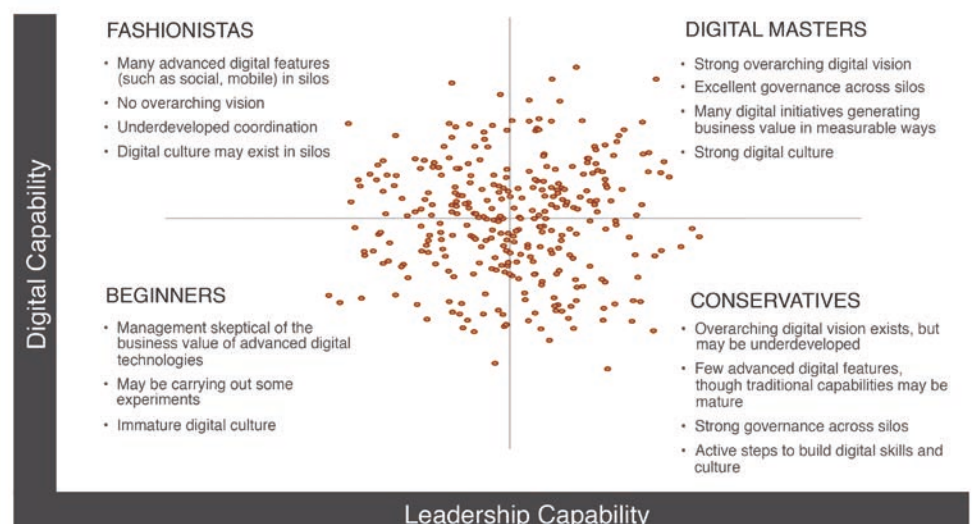 FASHIONISTAS
• Many advanced digital features
(such as social, mobile) in silos
• No overarching vision
• Underdeveloped coordination
• Digital culture may exist in silos
DIGITAL MASTERS
• Strong overarching digital vision
• Excellent governance across silos
• Many digital initiatives generating
business value in measurable ways
• Strong digital culture
Digital Capability
BEGINNERS
• Management skeptical of the
business value of advanced digital
technologies
• May be carrying out some
experiments
• Immature digital culture
CONSERVATIVES
• Overarching digital vision exists, but
may be underdeveloped
• Few advanced digital features,
though traditional capabilities may be
mature
• Strong governance across silos
• Active steps to build digital skills and
culture
Leadership Capability